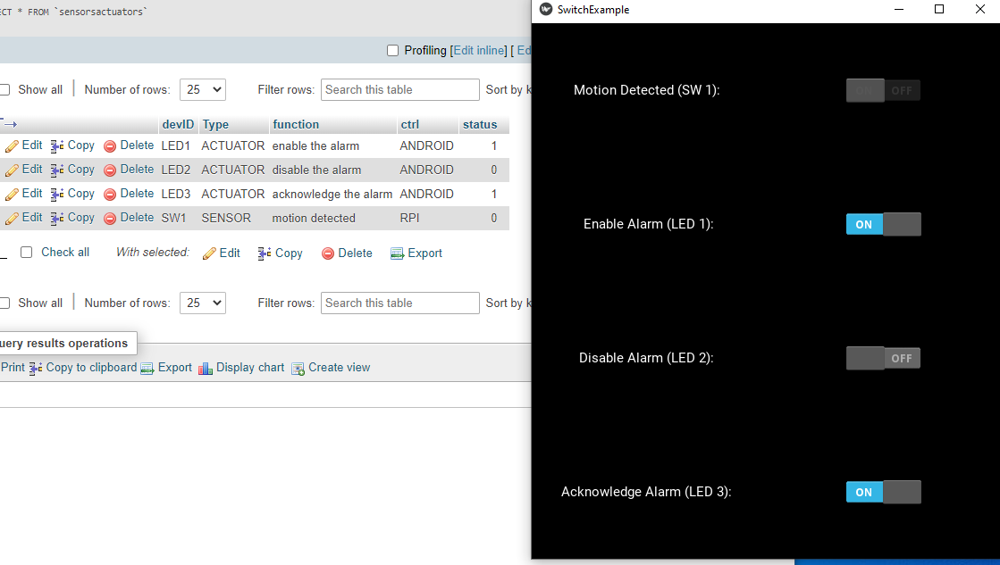 ECT * FROM `sensorsactuators`
Profiling [Edit inline] [ Ed
Show all Number of rows: 25 Filter rows: Search this table Sort by k
devID Type function ctrl status
Edit Copy Delete LED1 ACTUATOR enable the alarm ANDROID 1
Edit Copy Delete LED2 ACTUATOR disable the alarm ANDROID 0
Edit Copy Delete LED3 ACTUATOR acknowledge the alarm ANDROID 1
Edit Copy Delete SW1 SENSOR motion detected RPI 0
Check all With selected: Edit Copy Delete Export
Show all Number of rows: 25 Filter rows: Search this table Sort by k
uery results operations
Print Copy to clipboard Export Display chart Create view
SwitchExample
Motion Detected (SW 1): ON OFF
Enable Alarm (LED 1): ON
Disable Alarm (LED 2): OFF
Acknowledge Alarm (LED 3): ON